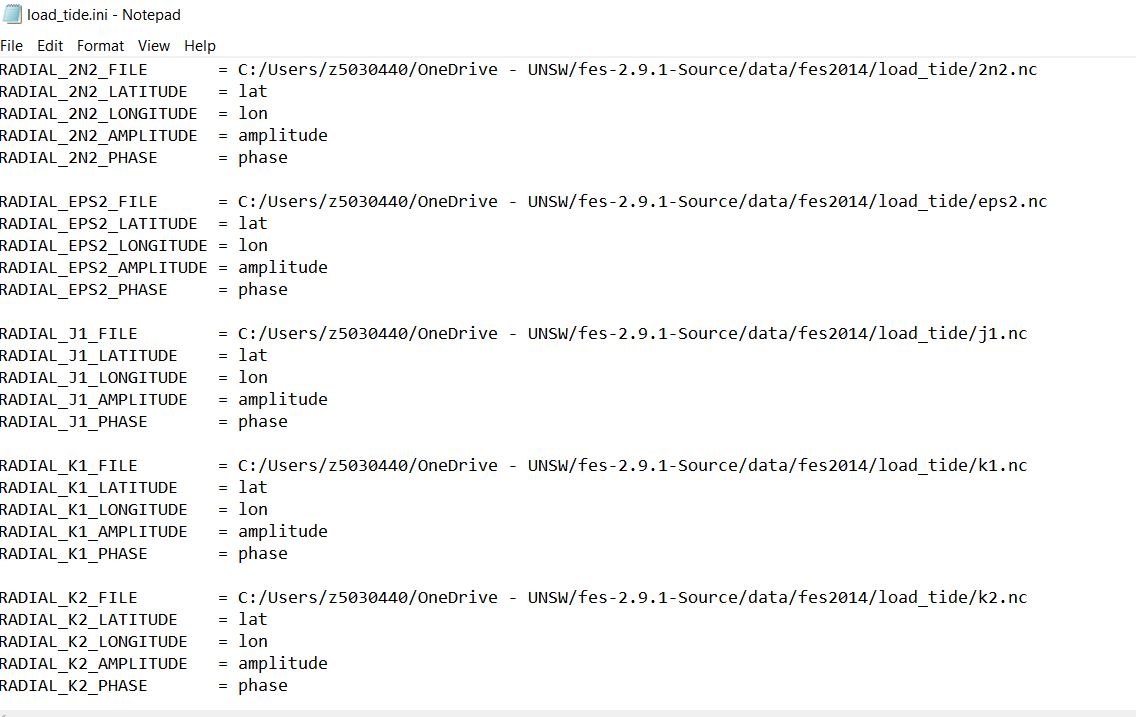 load_tide.ini - Notepad
File Edit Format View Help
RADIAL_2N2_FILE = C:/Users/z5030440/OneDrive - UNSW/fes-2.9.1-Source/data/fes2014/load_tide/2n2.nc
RADIAL_2N2_LATITUDE = lat
RADIAL_2N2_LONGITUDE = lon
RADIAL_2N2_AMPLITUDE = amplitude
RADIAL_2N2_PHASE = phase
RADIAL_EPS2_FILE = C:/Users/z5030440/OneDrive - UNSW/fes-2.9.1-Source/data/fes2014/load_tide/eps2.nc
RADIAL_EPS2_LATITUDE = lat
RADIAL_EPS2_LONGITUDE = lon
RADIAL_EPS2_AMPLITUDE = amplitude
RADIAL_EPS2_PHASE = phase
RADIAL_J1_FILE = C:/Users/z5030440/OneDrive - UNSW/fes-2.9.1-Source/data/fes2014/load_tide/j1.nc
RADIAL_J1_LATITUDE = lat
RADIAL_J1_LONGITUDE = lon
RADIAL_J1_AMPLITUDE = amplitude
RADIAL_J1_PHASE = phase
RADIAL_K1_FILE = C:/Users/z5030440/OneDrive - UNSW/fes-2.9.1-Source/data/fes2014/load_tide/k1.nc
RADIAL_K1_LATITUDE = lat
RADIAL_K1_LONGITUDE = lon
RADIAL_K1_AMPLITUDE = amplitude
RADIAL_K1_PHASE = phase
RADIAL_K2_FILE = C:/Users/z5030440/OneDrive - UNSW/fes-2.9.1-Source/data/fes2014/load_tide/k2.nc
RADIAL_K2_LATITUDE = lat
RADIAL_K2_LONGITUDE = lon
RADIAL_K2_AMPLITUDE = amplitude
RADIAL_K2_PHASE = phase